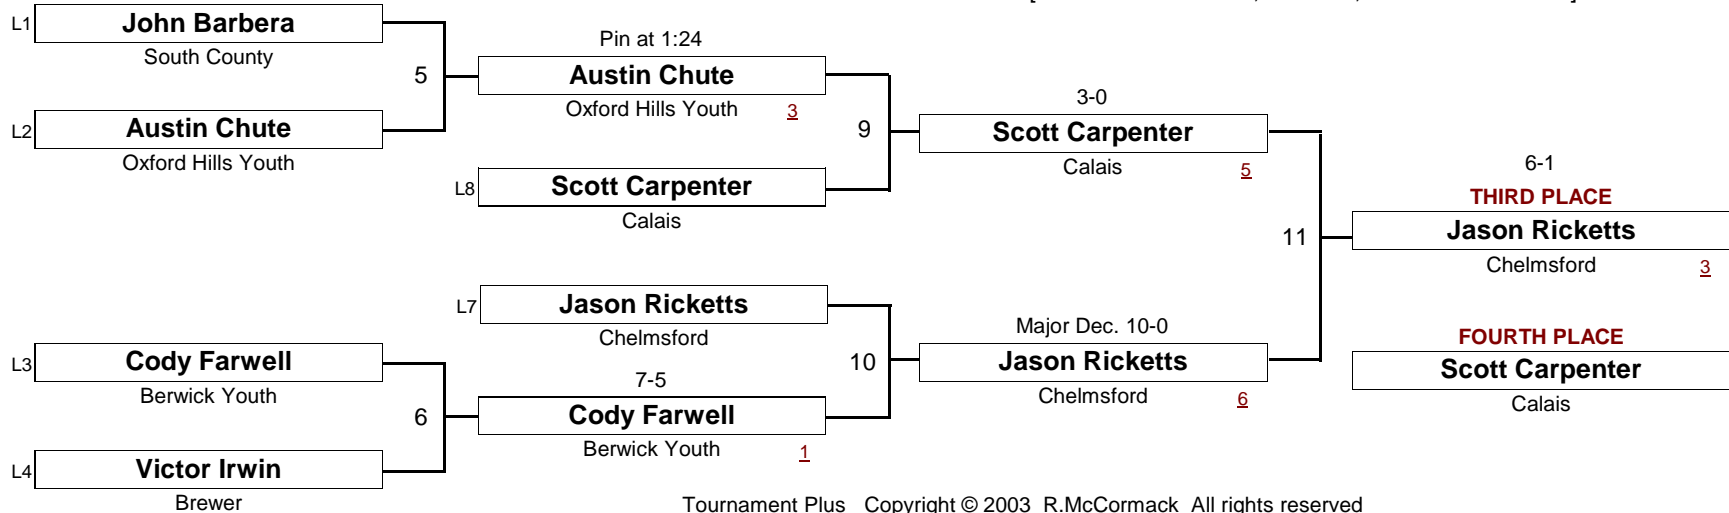 L1 John Barbera
South County
5
L2 Austin Chute
Oxford Hills Youth
Pin at 1:24
Austin Chute
Oxford Hills Youth 3
9
L8 Scott Carpenter
Calais
3-0
Scott Carpenter
Calais 5
11
6-1
THIRD PLACE
Jason Ricketts
Chelmsford 3
L7 Jason Ricketts
Chelmsford
10
L3 Cody Farwell
Berwick Youth
6
L4 Victor Irwin
Brewer
7-5
Cody Farwell
Berwick Youth 1
Major Dec. 10-0
Jason Ricketts
Chelmsford 6
FOURTH PLACE
Scott Carpenter
Calais
Tournament Plus Copyright © 2003 R.McCormack All rights reserved